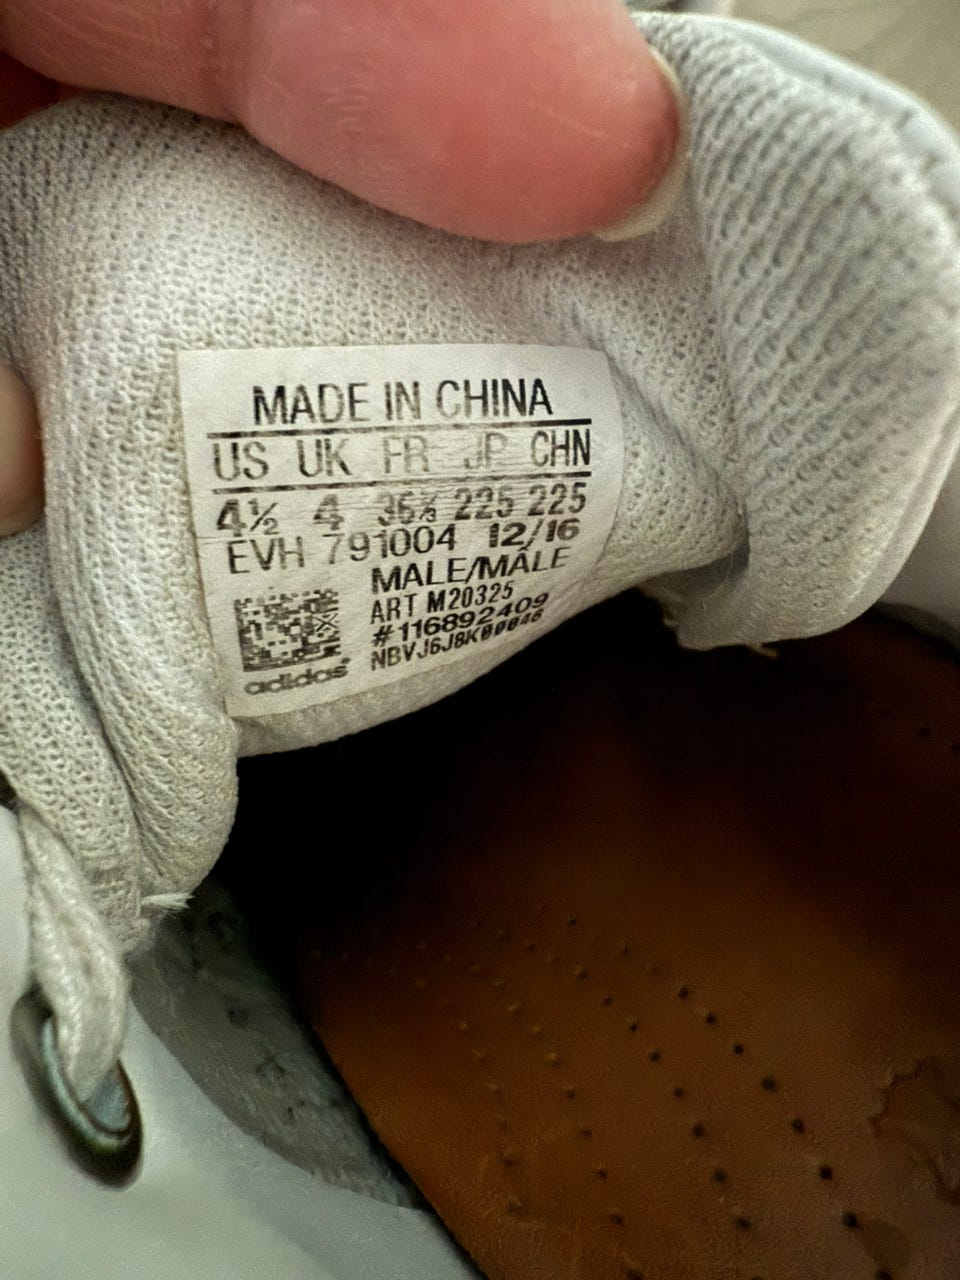 MADE IN CHINA
US UK FR JP CHN
4½ 4 36⅔ 225 225
EVH 791004 12/16
MALE/MÂLE
ART M20325
#116892409
NBVJ6J8K00048
adidas®